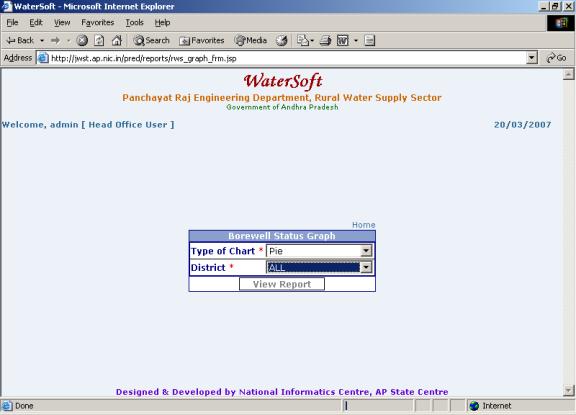 WaterSoft - Microsoft Internet Explorer
File Edit View Favorites Tools Help
Back Search Favorites Media
Address http://jwst.ap.nic.in/pred/reports/rws_graph_frm.jsp Go
WaterSoft
Panchayat Raj Engineering Department, Rural Water Supply Sector
Government of Andhra Pradesh
Welcome, admin [ Head Office User ] 20/03/2007
Home
Borewell Status Graph
Type of Chart * Pie
District * ALL
View Report
Designed & Developed by National Informatics Centre, AP State Centre
Done Internet